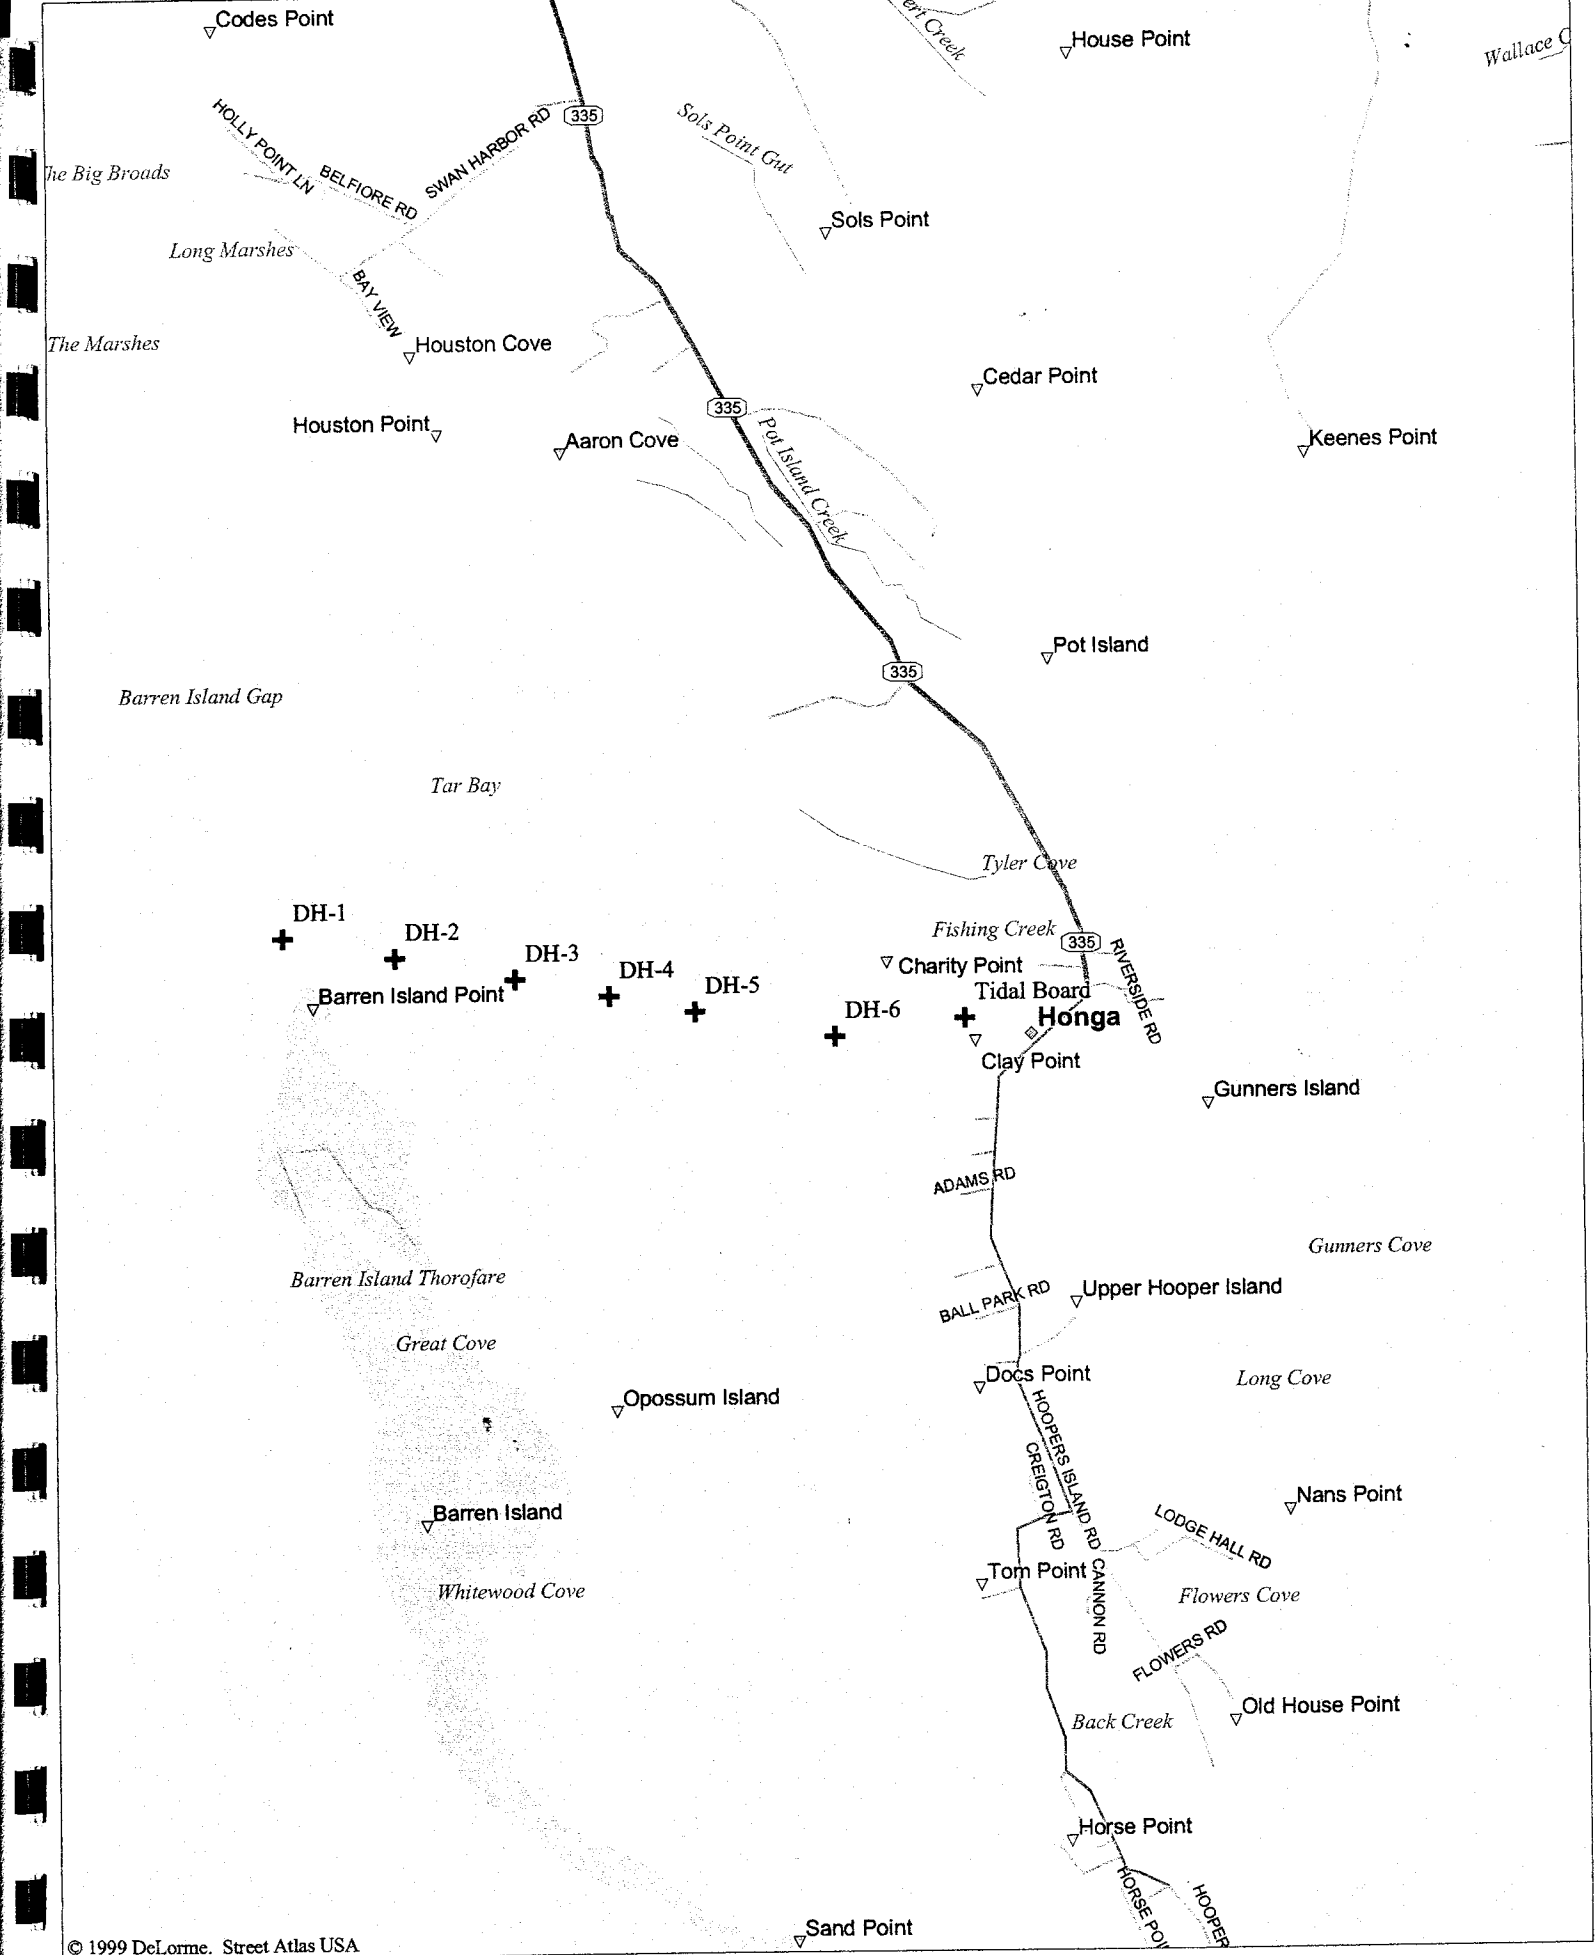 Codes Point
House Point
ert Creek
Wallace C
335
HOLLY POINT LN
BELFIORE RD
SWAN HARBOR RD
Sols Point Gut
he Big Broads
Sols Point
Long Marshes
BAY VIEW
The Marshes
Houston Cove
Cedar Point
335
Houston Point
Aaron Cove
Pot Island Creek
Keenes Point
Pot Island
335
Barren Island Gap
Tar Bay
Tyler Cove
DH-1
DH-2
Fishing Creek
335
RIVERSIDE RD
DH-3
Charity Point
DH-4
DH-5
Barren Island Point
Tidal Board
DH-6
Honga
Clay Point
Gunners Island
ADAMS RD
Gunners Cove
Barren Island Thorofare
Upper Hooper Island
BALL PARK RD
Great Cove
Docs Point
Long Cove
Opossum Island
HOOPERS ISLAND RD
CREIGTON RD
Nans Point
Barren Island
LODGE HALL RD
Tom Point
CANNON RD
Whitewood Cove
Flowers Cove
FLOWERS RD
Old House Point
Back Creek
Horse Point
HORSE POI
HOOPER
Sand Point
© 1999 DeLorme. Street Atlas USA